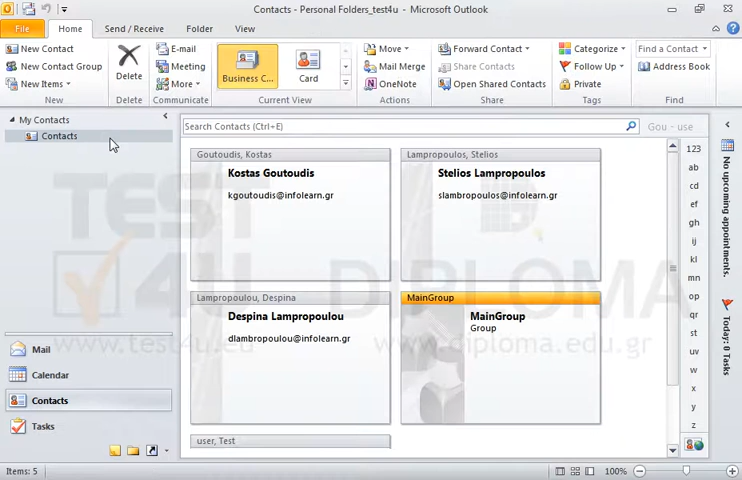 Contacts - Personal Folders_test4u - Microsoft Outlook
File Home Send / Receive Folder View
New Contact
New Contact Group
New Items
New
Delete
Delete
E-mail
Meeting
More
Communicate
Business C...
Card
Current View
Move
Mail Merge
OneNote
Actions
Forward Contact
Share Contacts
Open Shared Contacts
Share
Categorize
Follow Up
Private
Tags
Find a Contact
Address Book
Find
My Contacts
Contacts
Mail
Calendar
Contacts
Tasks
Search Contacts (Ctrl+E)
Gou - use
Goutoudis, Kostas
Kostas Goutoudis
kgoutoudis@infolearn.gr
Lampropoulos, Stelios
Stelios Lampropoulos
slambropoulos@infolearn.gr
Lampropoulou, Despina
Despina Lampropoulou
dlambropoulou@infolearn.gr
MainGroup
MainGroup
Group
user, Test
123
ab
cd
ef
gh
ij
kl
mn
op
qr
st
uv
w
x
y
z
No upcoming appointments.
Today: 0 Tasks
TEST
4U
DIPLOMA
www.test4u.eu
www.diploma.edu.gr
Items: 5
100%